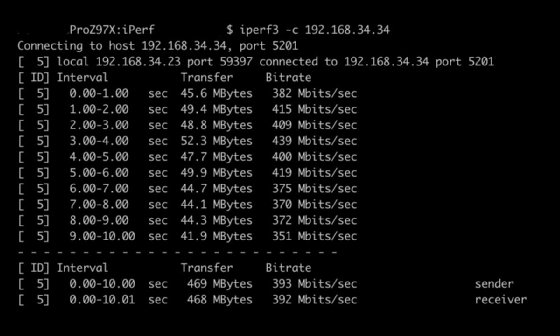 ProZ97X:iPerf $ iperf3 -c 192.168.34.34
Connecting to host 192.168.34.34, port 5201
[ 5] local 192.168.34.23 port 59397 connected to 192.168.34.34 port 5201
[ ID] Interval Transfer Bitrate
[ 5] 0.00-1.00 sec 45.6 MBytes 382 Mbits/sec
[ 5] 1.00-2.00 sec 49.4 MBytes 415 Mbits/sec
[ 5] 2.00-3.00 sec 48.8 MBytes 409 Mbits/sec
[ 5] 3.00-4.00 sec 52.3 MBytes 439 Mbits/sec
[ 5] 4.00-5.00 sec 47.7 MBytes 400 Mbits/sec
[ 5] 5.00-6.00 sec 49.9 MBytes 419 Mbits/sec
[ 5] 6.00-7.00 sec 44.7 MBytes 375 Mbits/sec
[ 5] 7.00-8.00 sec 44.1 MBytes 370 Mbits/sec
[ 5] 8.00-9.00 sec 44.3 MBytes 372 Mbits/sec
[ 5] 9.00-10.00 sec 41.9 MBytes 351 Mbits/sec
- - - - - - - - - - - - - - - - - - - - - - - - -
[ ID] Interval Transfer Bitrate
[ 5] 0.00-10.00 sec 469 MBytes 393 Mbits/sec sender
[ 5] 0.00-10.01 sec 468 MBytes 392 Mbits/sec receiver